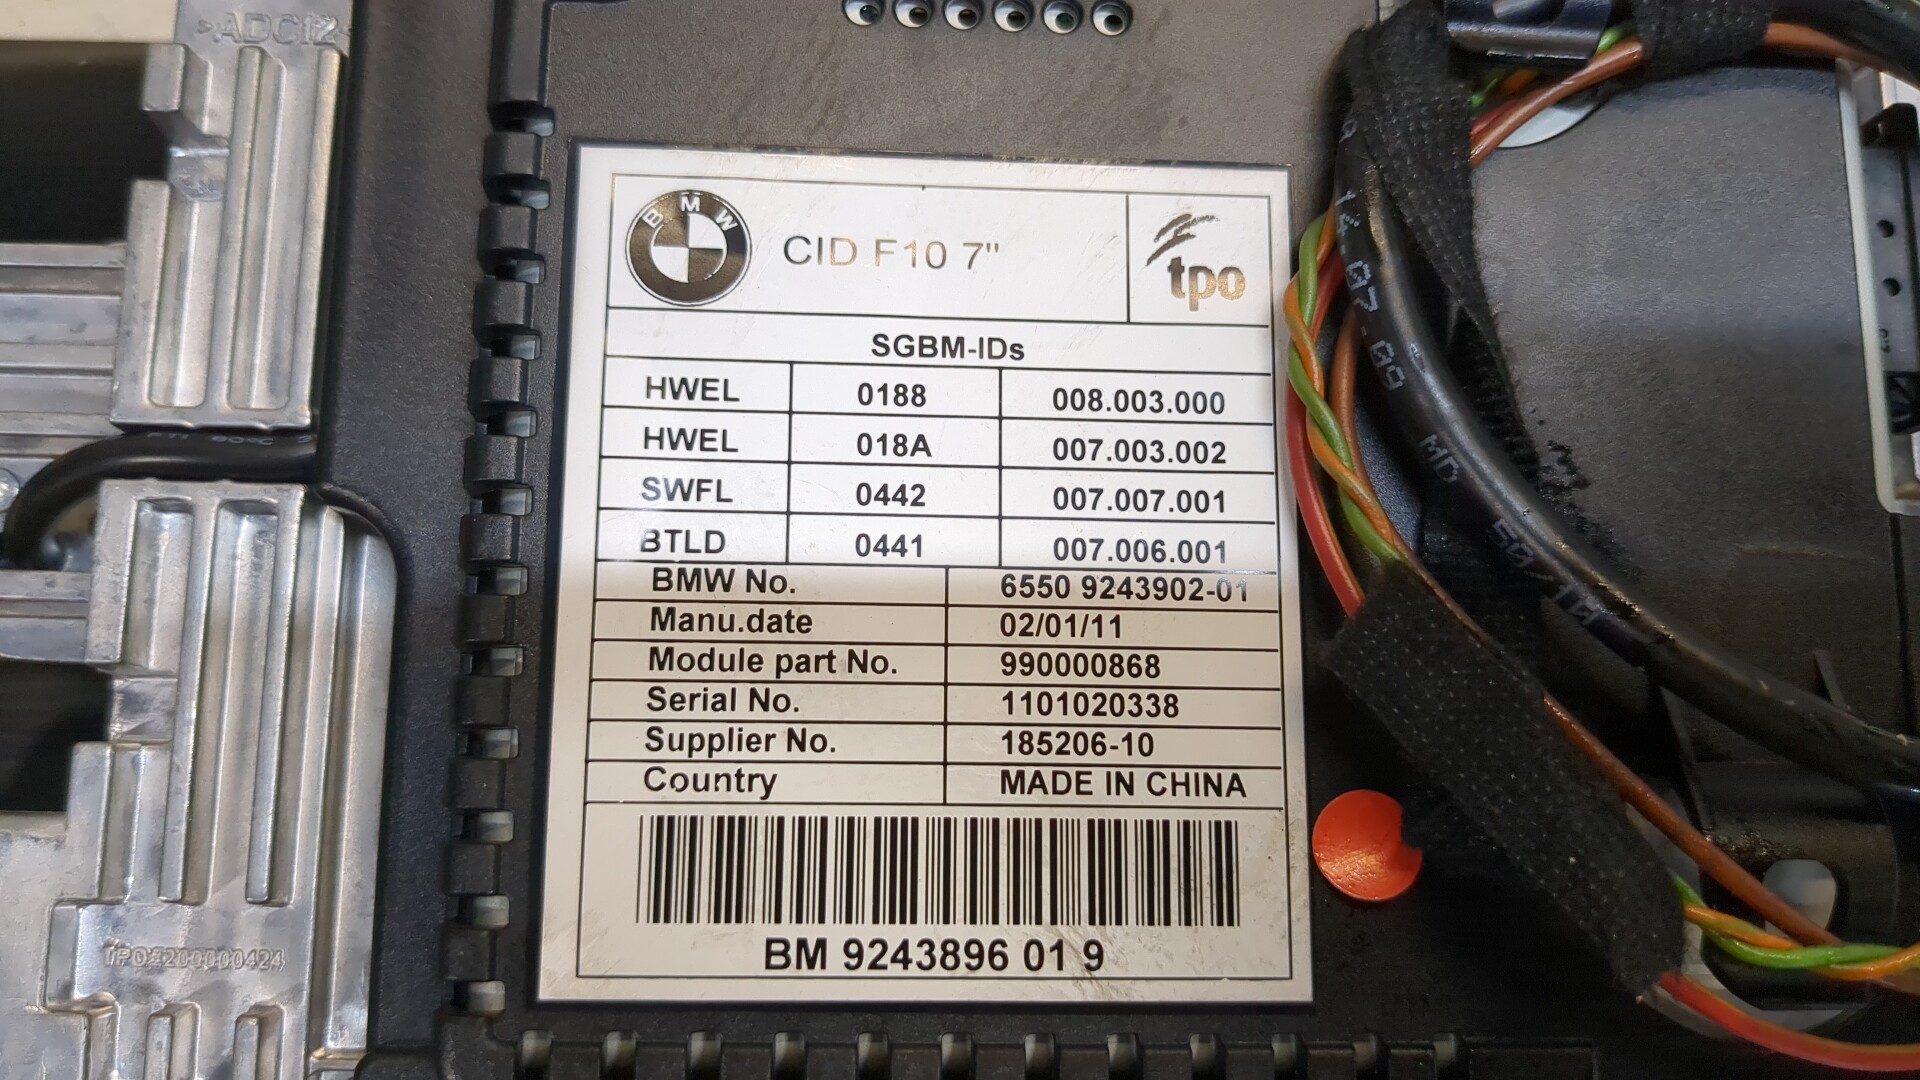 >ADC12<
BMW
CID F10 7"
tpo
SGBM-IDs
HWEL 0188 008.003.000
HWEL 018A 007.003.002
SWFL 0442 007.007.001
BTLD 0441 007.006.001
BMW No. 6550 9243902-01
Manu.date 02/01/11
Module part No. 990000868
Serial No. 1101020338
Supplier No. 185206-10
Country MADE IN CHINA
BM 9243896 01 9
80°C
MD